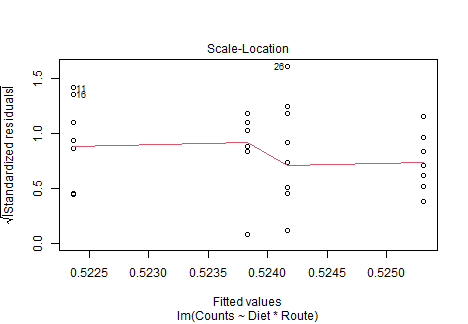 Scale-Location
√|Standardized residuals|
1.5
1.0
0.5
0.0
11
16
26
0.5225 0.5230 0.5235 0.5240 0.5245 0.5250
Fitted values
lm(Counts ~ Diet * Route)